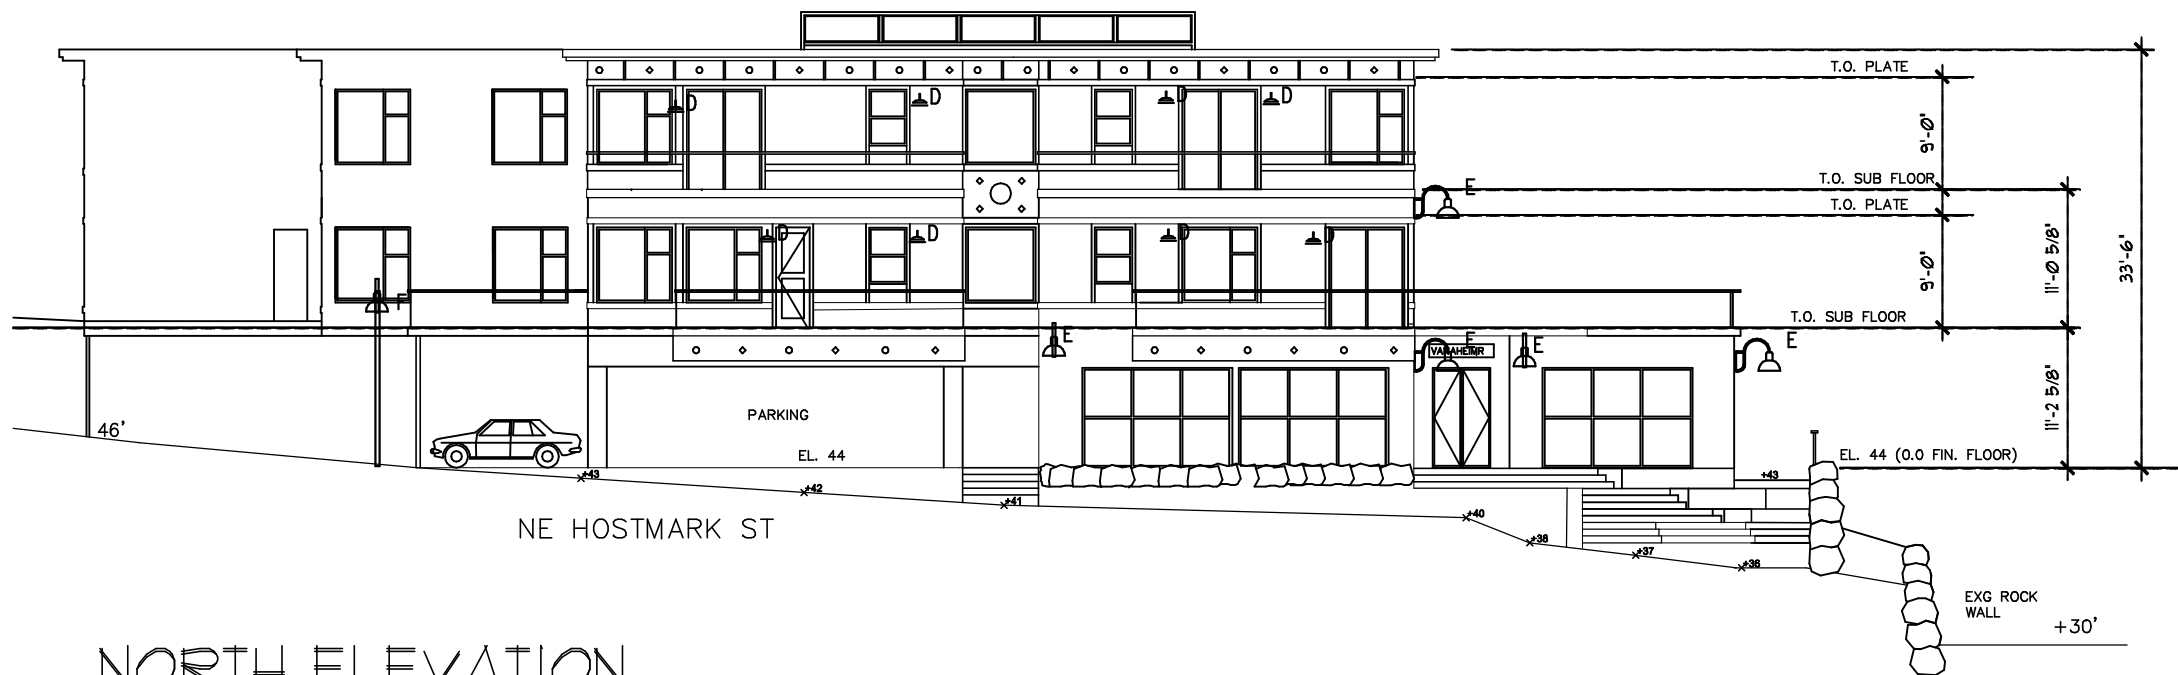 T.O. PLATE
D
D
D
D
9'-0"
T.O. SUB FLOOR
E
T.O. PLATE
D
D
D
D
9'-0"
11'-0 5/8"
33'-6"
F
T.O. SUB FLOOR
E
E
E
E
VANAHEIMR
11'-2 5/8"
PARKING
46'
EL. 44
EL. 44 (0.0 FIN. FLOOR)
+43
+43
+42
+41
+40
NE HOSTMARK ST
+38
+37
+36
EXG ROCK
WALL
+30'
NORTH ELEVATION